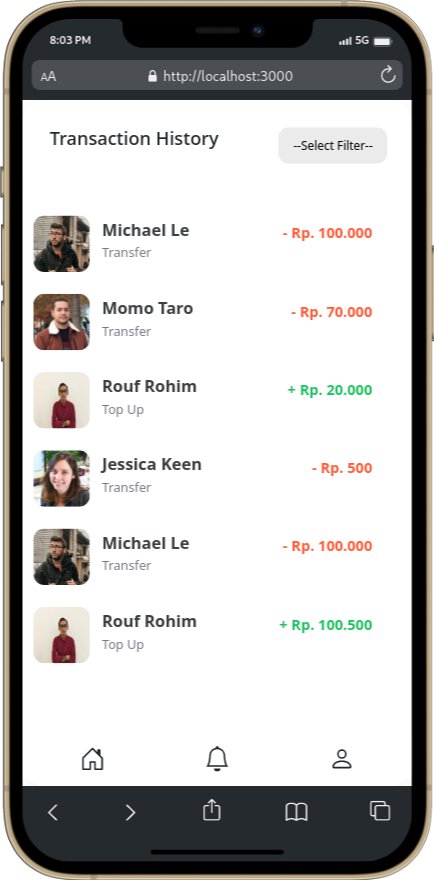 8:03 PM 5G
AA http://localhost:3000
Transaction History --Select Filter--
Michael Le - Rp. 100.000
Transfer
Momo Taro - Rp. 70.000
Transfer
Rouf Rohim + Rp. 20.000
Top Up
Jessica Keen - Rp. 500
Transfer
Michael Le - Rp. 100.000
Transfer
Rouf Rohim + Rp. 100.500
Top Up